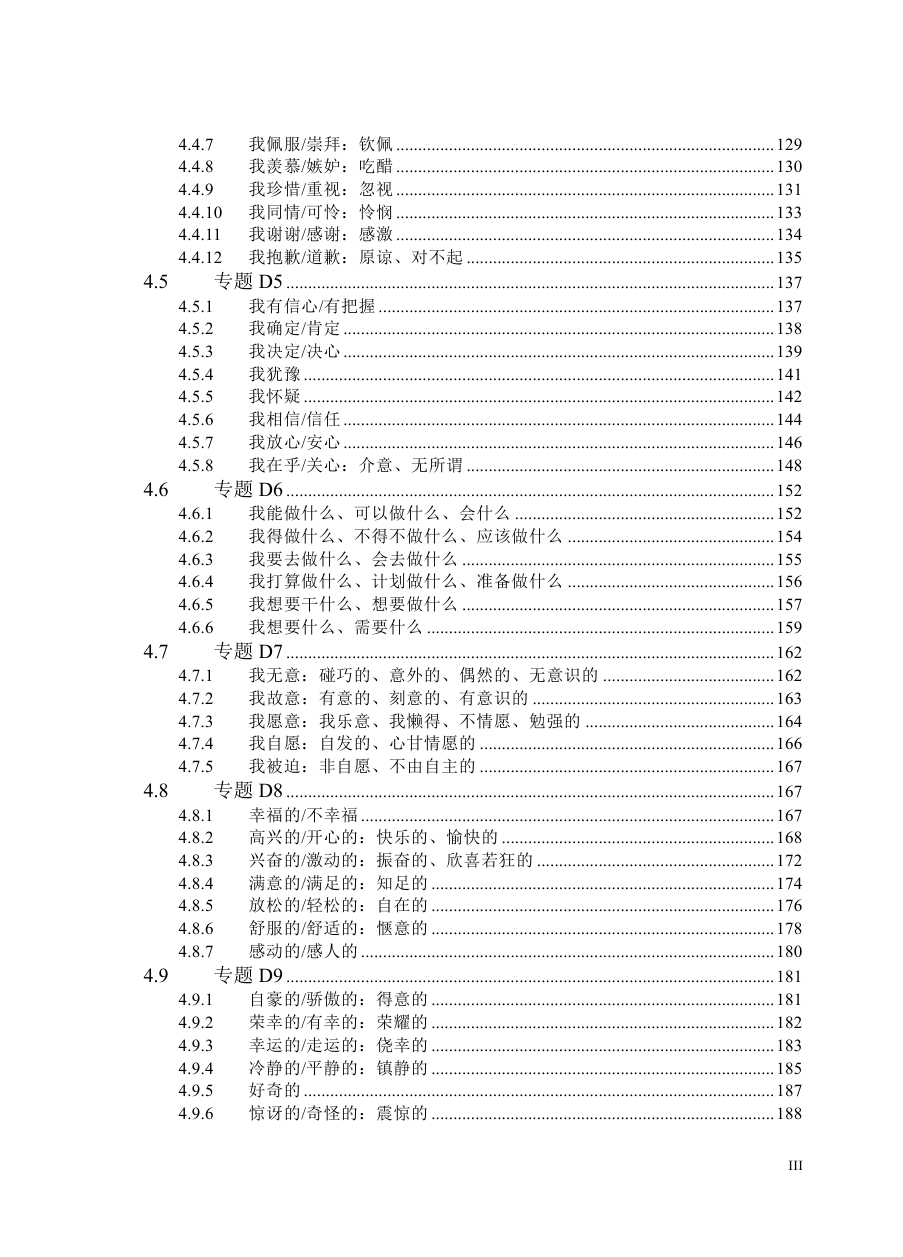 4.4.7 我佩服/崇拜：钦佩 ........ 129
4.4.8 我羡慕/嫉妒：吃醋 ........ 130
4.4.9 我珍惜/重视：忽视 ........ 131
4.4.10 我同情/可怜：怜悯 ........ 133
4.4.11 我谢谢/感谢：感激 ........ 134
4.4.12 我抱歉/道歉：原谅、对不起 ........ 135
4.5 专题 D5 ........ 137
4.5.1 我有信心/有把握 ........ 137
4.5.2 我确定/肯定 ........ 138
4.5.3 我决定/决心 ........ 139
4.5.4 我犹豫 ........ 141
4.5.5 我怀疑 ........ 142
4.5.6 我相信/信任 ........ 144
4.5.7 我放心/安心 ........ 146
4.5.8 我在乎/关心：介意、无所谓 ........ 148
4.6 专题 D6 ........ 152
4.6.1 我能做什么、可以做什么、会什么 ........ 152
4.6.2 我得做什么、不得不做什么、应该做什么 ........ 154
4.6.3 我要去做什么、会去做什么 ........ 155
4.6.4 我打算做什么、计划做什么、准备做什么 ........ 156
4.6.5 我想要干什么、想要做什么 ........ 157
4.6.6 我想要什么、需要什么 ........ 159
4.7 专题 D7 ........ 162
4.7.1 我无意：碰巧的、意外的、偶然的、无意识的 ........ 162
4.7.2 我故意：有意的、刻意的、有意识的 ........ 163
4.7.3 我愿意：我乐意、我懒得、不情愿、勉强的 ........ 164
4.7.4 我自愿：自发的、心甘情愿的 ........ 166
4.7.5 我被迫：非自愿、不由自主的 ........ 167
4.8 专题 D8 ........ 167
4.8.1 幸福的/不幸福 ........ 167
4.8.2 高兴的/开心的：快乐的、愉快的 ........ 168
4.8.3 兴奋的/激动的：振奋的、欣喜若狂的 ........ 172
4.8.4 满意的/满足的：知足的 ........ 174
4.8.5 放松的/轻松的：自在的 ........ 176
4.8.6 舒服的/舒适的：惬意的 ........ 178
4.8.7 感动的/感人的 ........ 180
4.9 专题 D9 ........ 181
4.9.1 自豪的/骄傲的：得意的 ........ 181
4.9.2 荣幸的/有幸的：荣耀的 ........ 182
4.9.3 幸运的/走运的：侥幸的 ........ 183
4.9.4 冷静的/平静的：镇静的 ........ 185
4.9.5 好奇的 ........ 187
4.9.6 惊讶的/奇怪的：震惊的 ........ 188
III